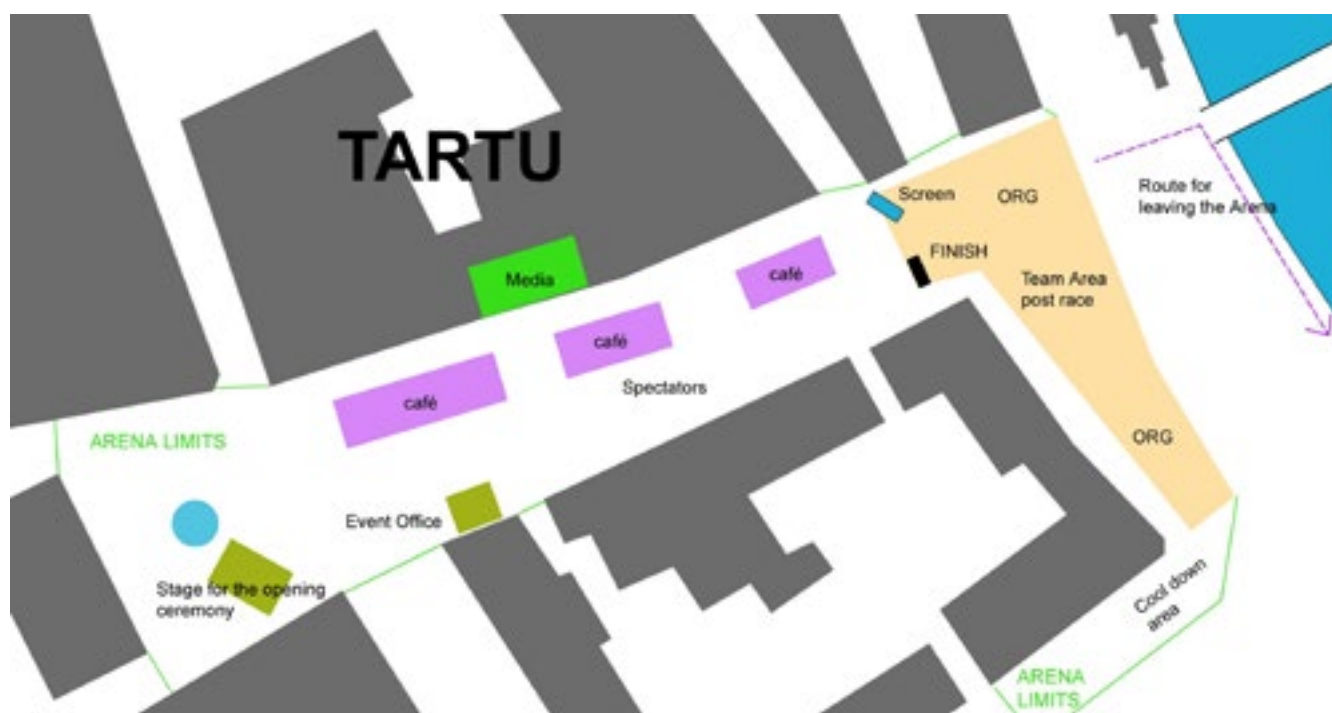 TARTU
Screen
ORG
Route for
leaving the Arena
FINISH
Media
café
Team Area
post race
café
Spectators
café
ARENA LIMITS
ORG
Event Office
Stage for the opening
ceremony
Cool down
area
ARENA
LIMITS